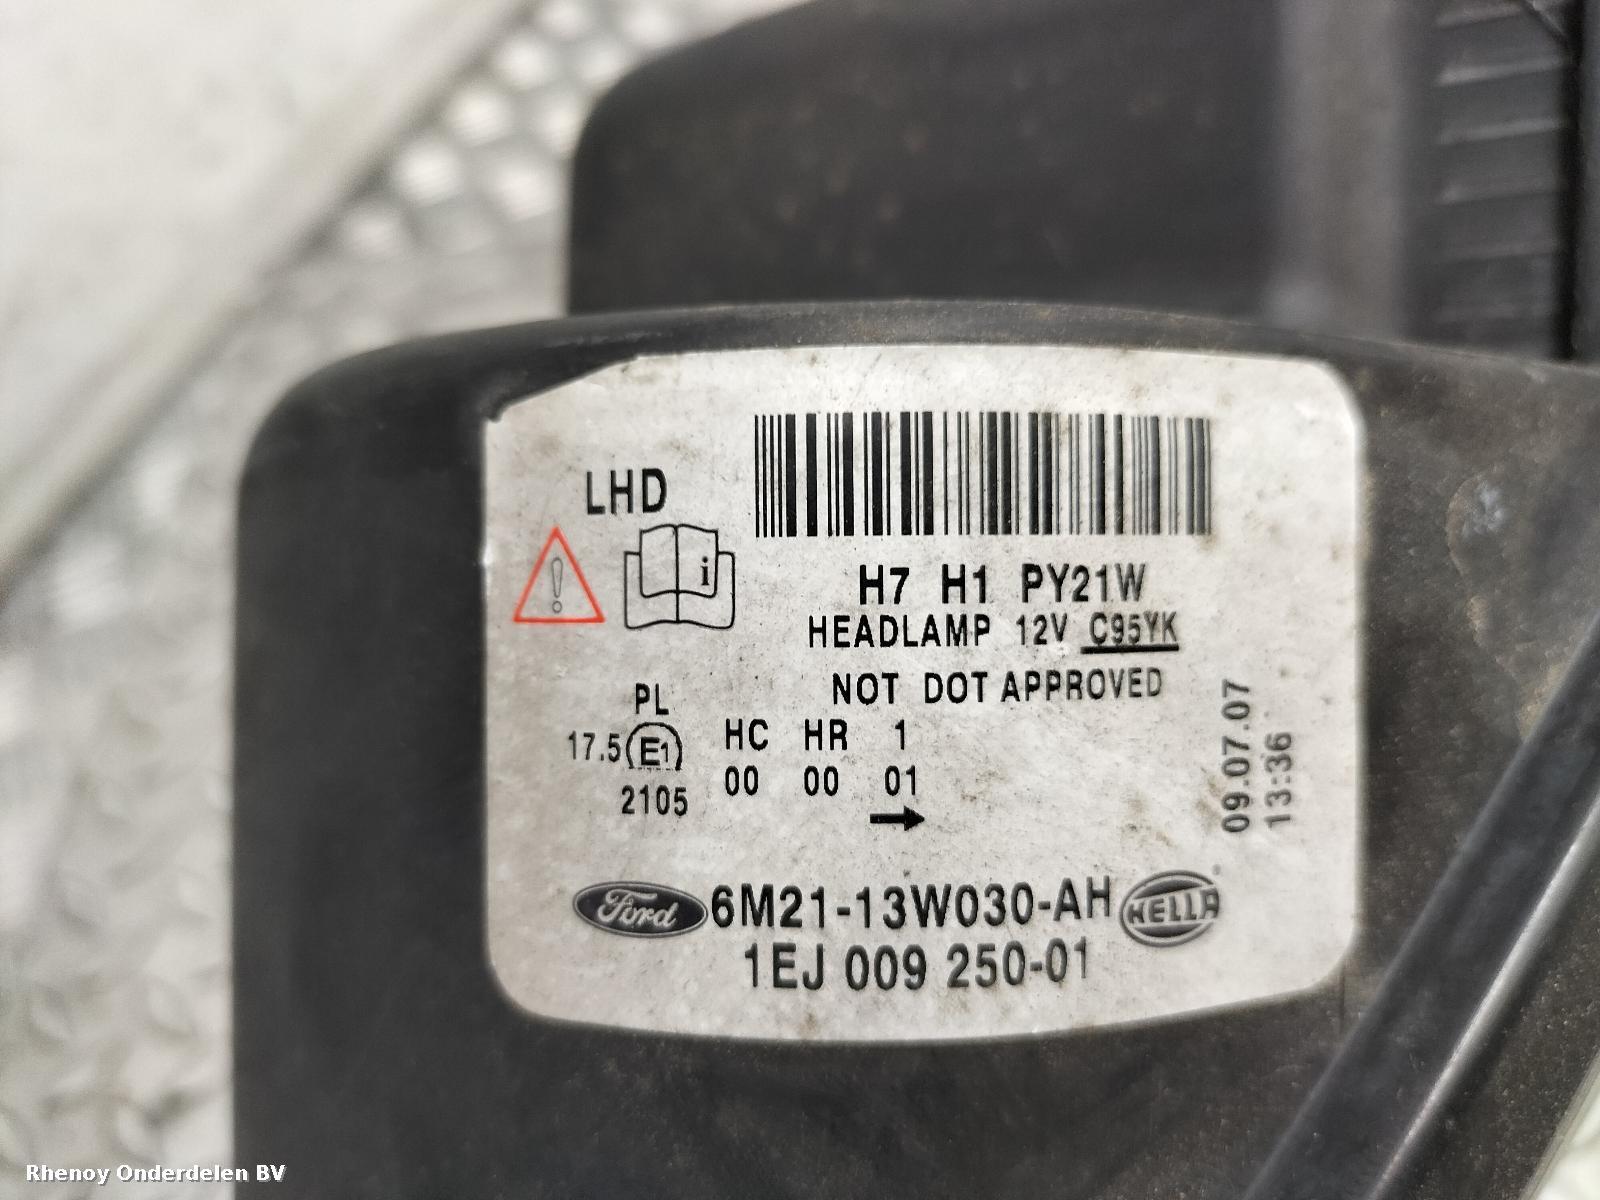 LHD
i
H7 H1 PY21W
HEADLAMP 12V C95YK
NOT DOT APPROVED
PL
17.5 E1
2105
HC HR 1
00 00 01
09.07.07
13:36
Ford 6M21-13W030-AH HELLA
1EJ 009 250-01
Rhenoy Onderdelen BV